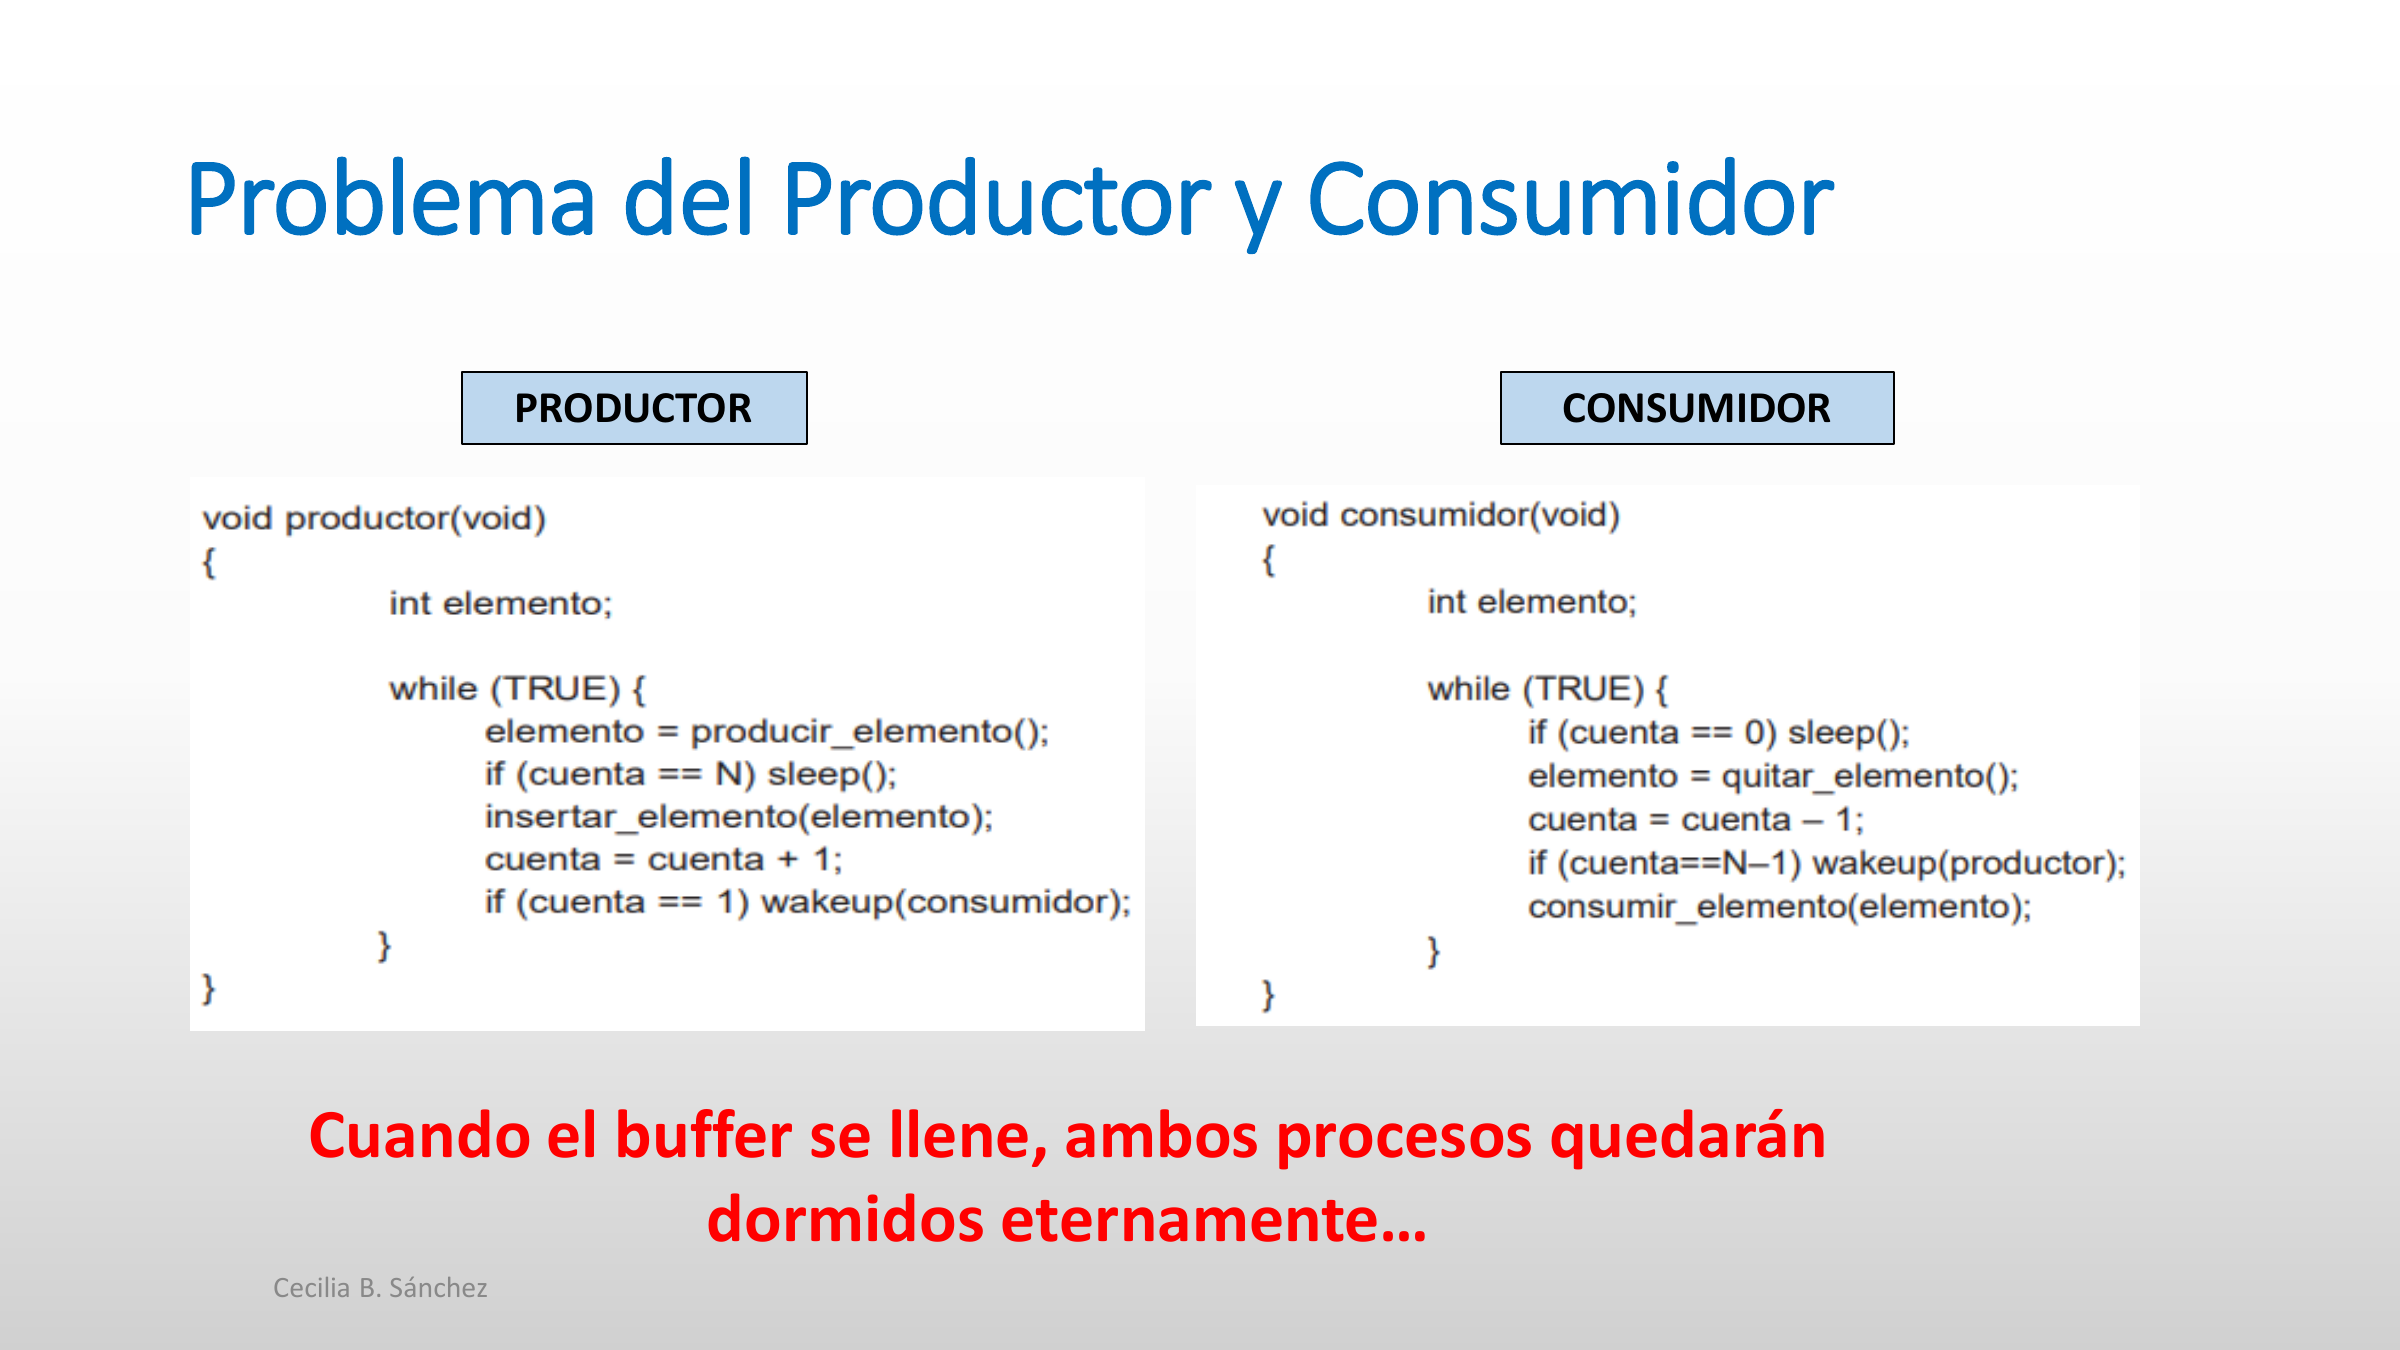 Problema del Productor y Consumidor
PRODUCTOR
void productor(void)
{
int elemento;
while (TRUE) {
elemento = producir_elemento();
if (cuenta == N) sleep();
insertar_elemento(elemento);
cuenta = cuenta + 1;
if (cuenta == 1) wakeup(consumidor);
}
}
CONSUMIDOR
void consumidor(void)
{
int elemento;
while (TRUE) {
if (cuenta == 0) sleep();
elemento = quitar_elemento();
cuenta = cuenta – 1;
if (cuenta==N–1) wakeup(productor);
consumir_elemento(elemento);
}
}
Cuando el buffer se llene, ambos procesos quedarán
dormidos eternamente...
Cecilia B. Sánchez